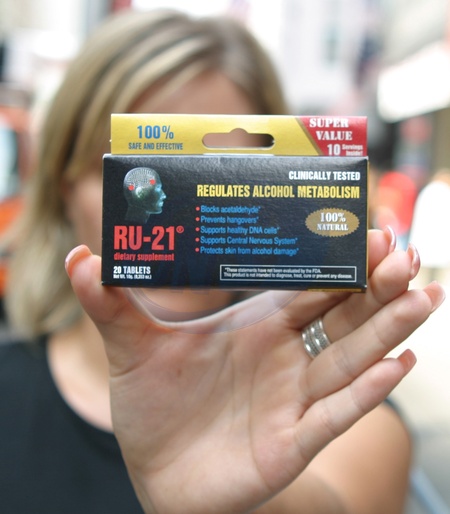 100%
SAFE AND EFFECTIVE
SUPER
VALUE
10 Servings
Inside!
CLINICALLY TESTED
REGULATES ALCOHOL METABOLISM
• Blocks acetaldehyde*
• Prevents hangovers*
• Supports healthy DNA cells*
• Supports Central Nervous System*
• Protects skin from alcohol damage*
100%
NATURAL
RU-21®
dietary supplement
20 TABLETS
*These statements have not been evaluated by the FDA.
This product is not intended to diagnose, treat, cure or prevent any disease.